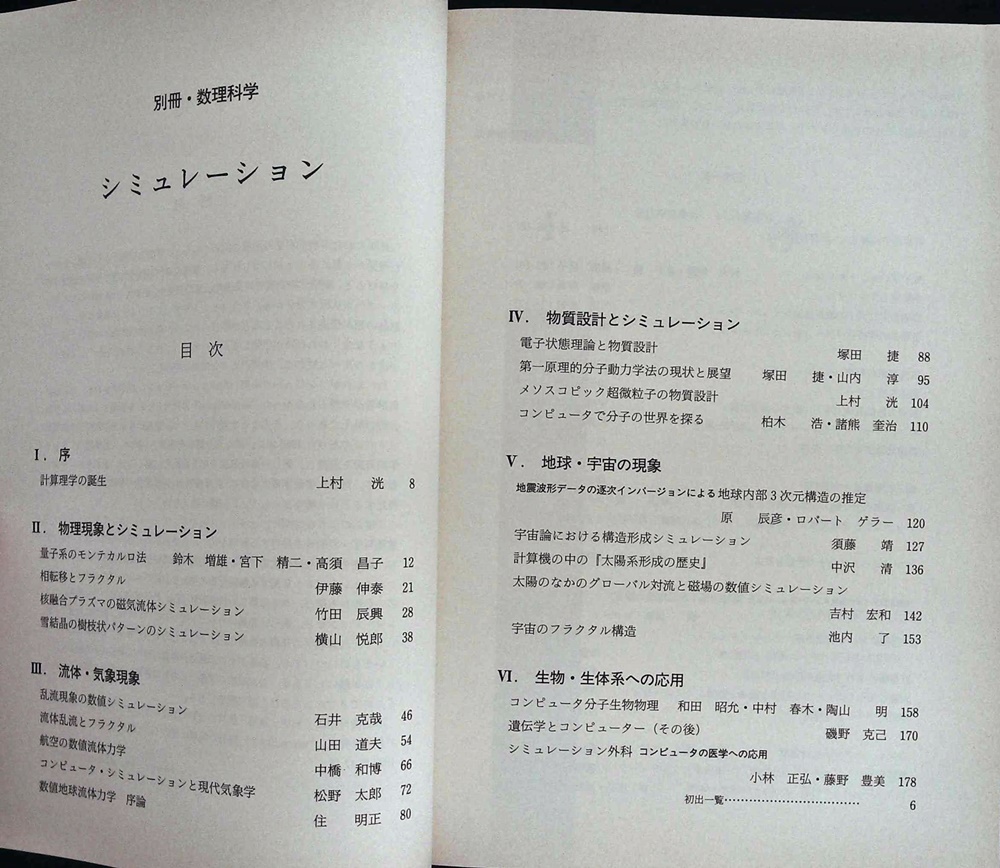 別冊・数理科学
シミュレーション
目 次
Ⅰ. 序
計算理学の誕生 上村 洸 8
Ⅱ. 物理現象とシミュレーション
量子系のモンテカルロ法 鈴木 増雄・宮下 精二・高須 昌子 12
相転移とフラクタル 伊藤 伸泰 21
核融合プラズマの磁気流体シミュレーション 竹田 辰興 28
雪結晶の樹枝状パターンのシミュレーション 横山 悦郎 38
Ⅲ. 流体・気象現象
乱流現象の数値シミュレーション 石井 克哉 46
流体乱流とフラクタル 山田 道夫 54
航空の数値流体力学 中橋 和博 66
コンピュータ・シミュレーションと現代気象学 松野 太郎 72
数値地球流体力学 序論 住 明正 80
Ⅳ. 物質設計とシミュレーション
電子状態理論と物質設計 塚田 捷 88
第一原理的分子動力学法の現状と展望 塚田 捷・山内 淳 95
メソスコピック超微粒子の物質設計 上村 洸 104
コンピュータで分子の世界を探る 柏木 浩・諸熊 奎治 110
Ⅴ. 地球・宇宙の現象
地震波形データの逐次インバージョンによる 地球内部3次元構造の推定
原 辰彦・ロバート ゲラー 120
宇宙論における構造形成シミュレーション 須藤 靖 127
計算機の中の『太陽系形成の歴史』 中沢 清 136
太陽のなかのグローバル対流と磁場の数値シミュレーション
吉村 宏和 142
宇宙のフラクタル構造 池内 了 153
Ⅵ. 生物・生体系への応用
コンピュータ分子生物物理 和田 昭允・中村 春木・陶山 明 158
遺伝学とコンピューター（その後） 磯野 克己 170
シミュレーション外科 コンピュータの医学への応用
小林 正弘・藤野 豊美 178
初出一覧……………………………… 6